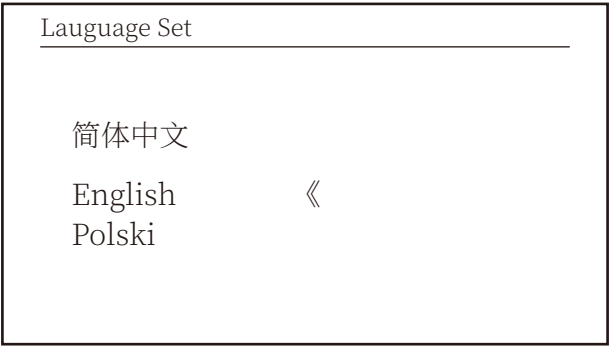 Lauguage Set
简体中文
English 《
Polski